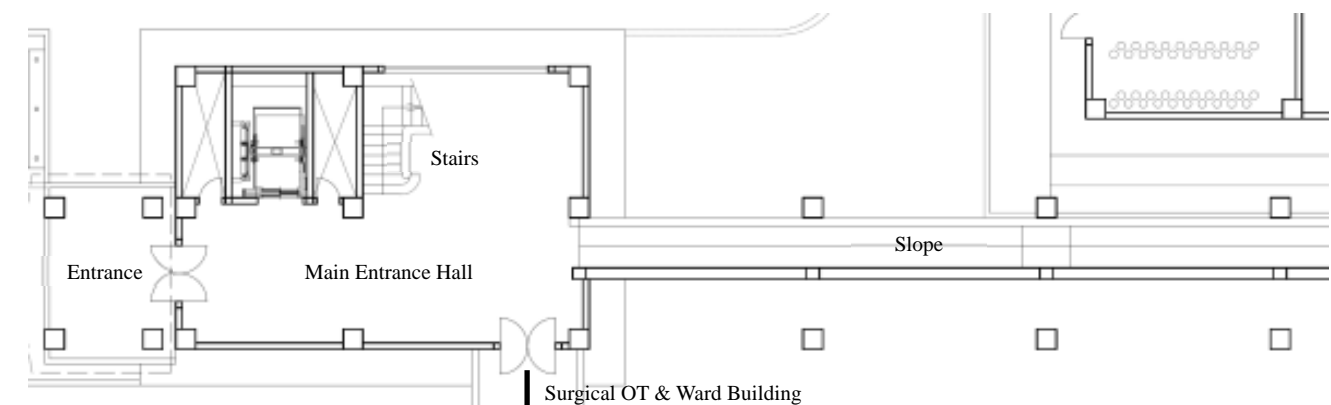 Stairs
Slope
Entrance
Main Entrance Hall
Surgical OT & Ward Building